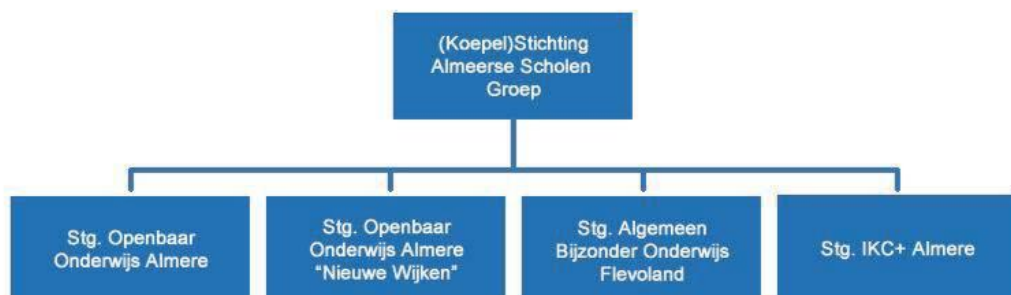 (Koepel)Stichting
Almeerse Scholen
Groep
Stg. Openbaar
Onderwijs Almere
Stg. Openbaar
Onderwijs Almere
"Nieuwe Wijken"
Stg. Algemeen
Bijzonder Onderwijs
Flevoland
Stg. IKC+ Almere